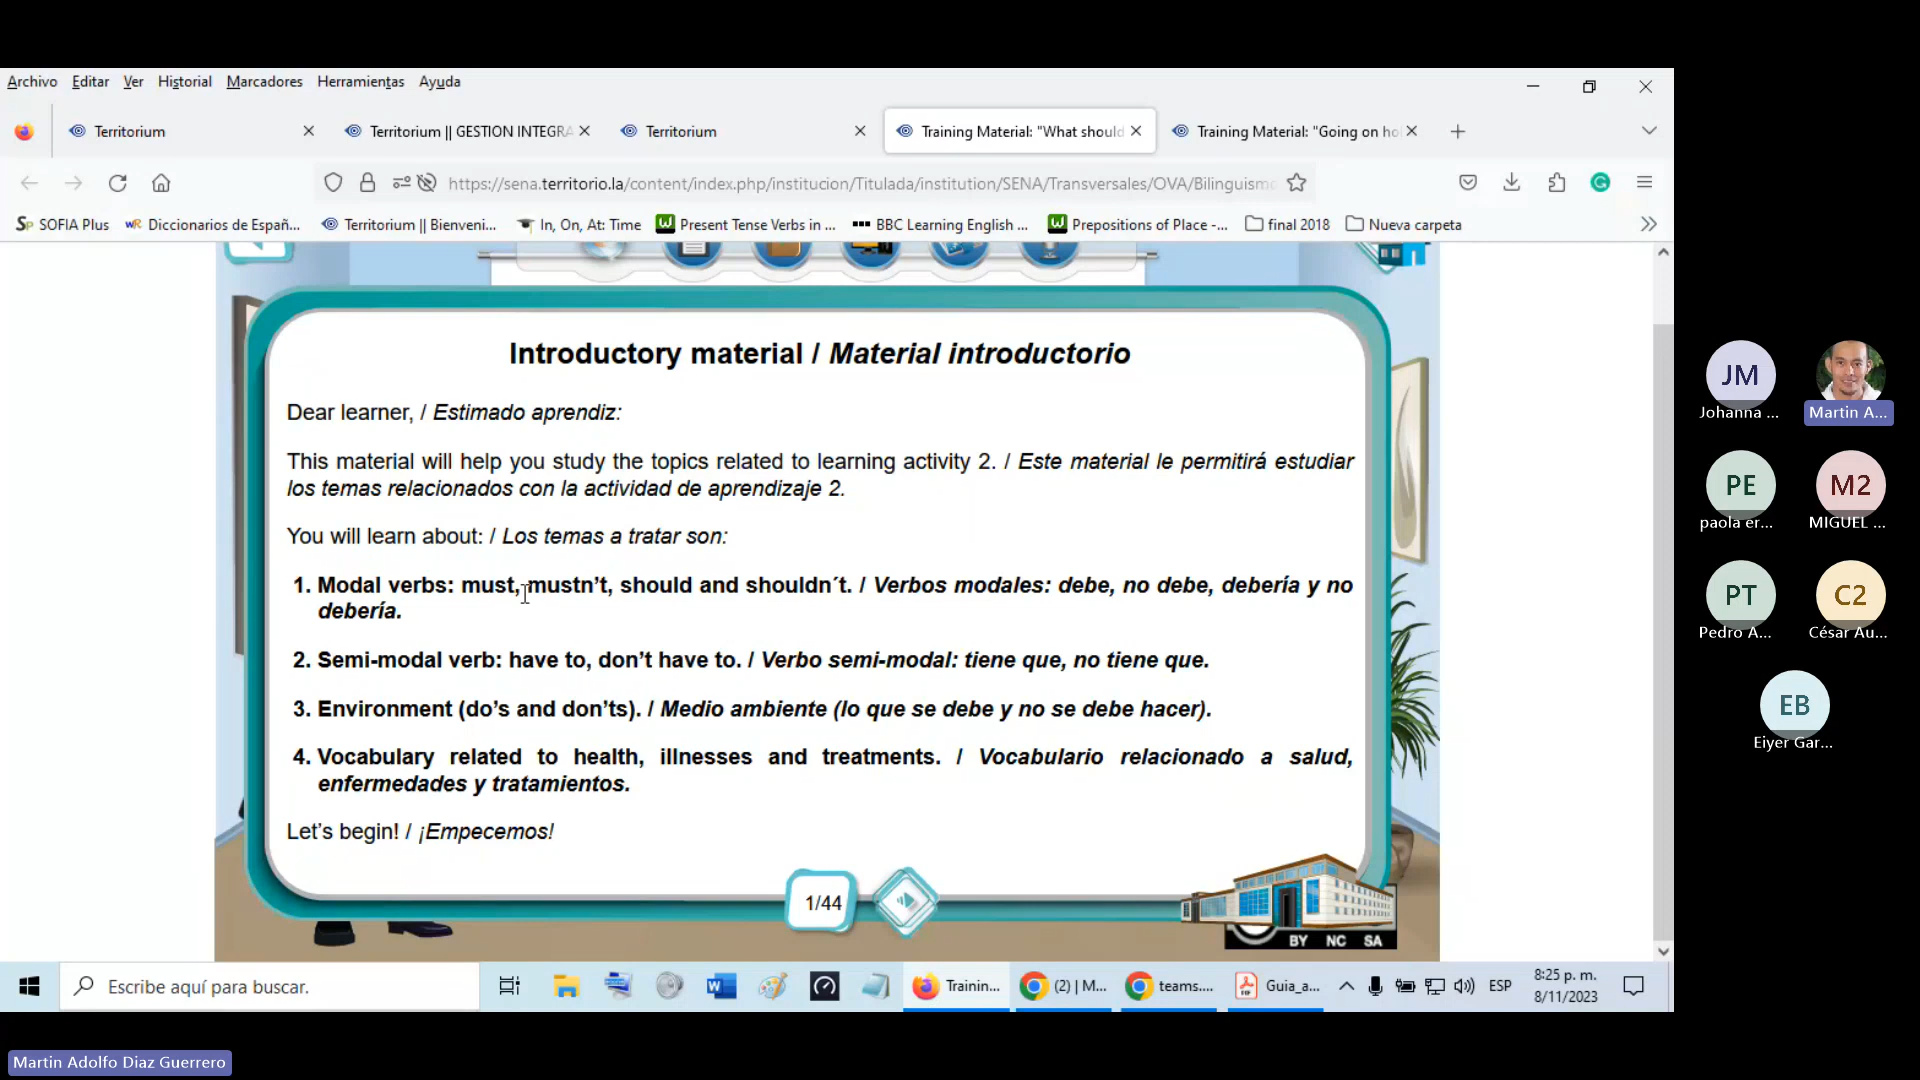 Archivo Editar Ver Historial Marcadores Herramientas Ayuda
Territorium Territorium || GESTION INTEGRA Territorium Training Material: "What should Training Material: "Going on ho
https://sena.territorio.la/content/index.php/institucion/Titulada/institution/SENA/Transversales/OVA/Bilinguismo
SOFIA Plus Diccionarios de Españ... Territorium || Bienveni... In, On, At: Time Present Tense Verbs in ... BBC Learning English ... Prepositions of Place -... final 2018 Nueva carpeta
Introductory material / Material introductorio
Dear learner, / Estimado aprendiz:
This material will help you study the topics related to learning activity 2. / Este material le permitirá estudiar
los temas relacionados con la actividad de aprendizaje 2.
You will learn about: / Los temas a tratar son:
1. Modal verbs: must, mustn’t, should and shouldn´t. / Verbos modales: debe, no debe, debería y no
debería.
2. Semi-modal verb: have to, don’t have to. / Verbo semi-modal: tiene que, no tiene que.
3. Environment (do’s and don’ts). / Medio ambiente (lo que se debe y no se debe hacer).
4. Vocabulary related to health, illnesses and treatments. / Vocabulario relacionado a salud,
enfermedades y tratamientos.
Let’s begin! / ¡Empecemos!
1/44
BY NC SA
Escribe aquí para buscar.
Trainin... (2) | M... teams.... Guia_a... ESP
8:25 p. m.
8/11/2023
JM
Johanna ... Martin A...
PE M2
paola er... MIGUEL ...
PT C2
Pedro A... César Au...
EB
Eiyer Gar...
Martin Adolfo Diaz Guerrero